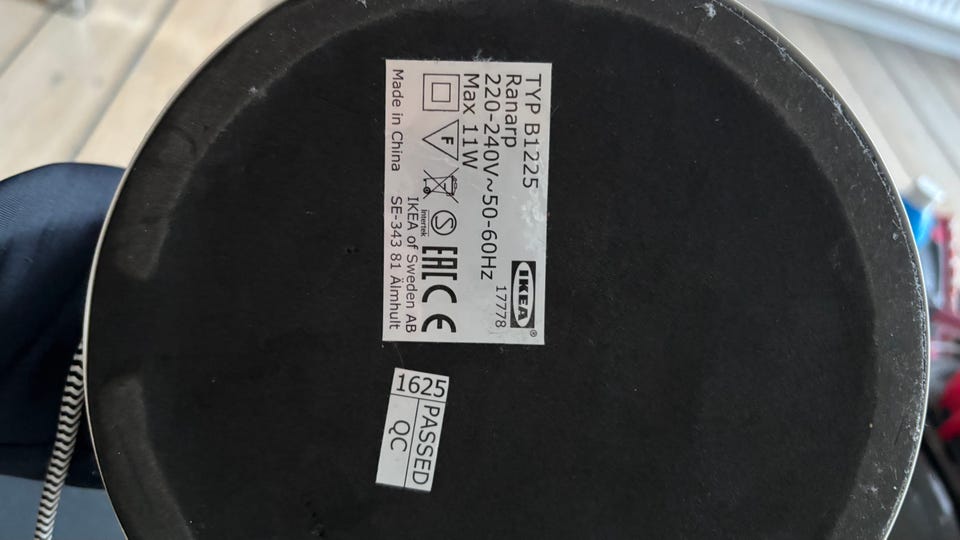 TYP B1225
Ranarp
220-240V~50-60Hz
Max 11W
IKEA®
17778
F
Intertek
S
EAC CE
Made in China
IKEA of Sweden AB
SE-343 81 Älmhult
1625
PASSED
QC